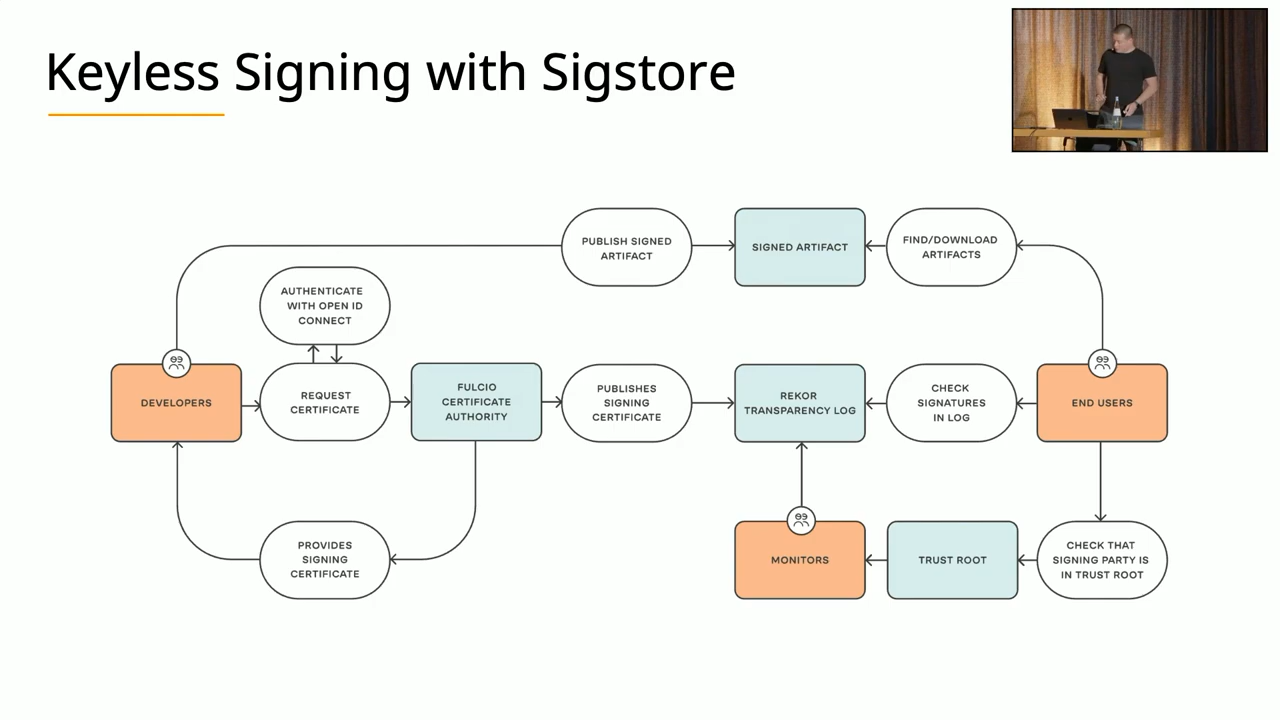 Keyless Signing with Sigstore
PUBLISH SIGNED
ARTIFACT
SIGNED ARTIFACT
FIND/DOWNLOAD
ARTIFACTS
AUTHENTICATE
WITH OPEN ID
CONNECT
DEVELOPERS
REQUEST
CERTIFICATE
FULCIO
CERTIFICATE
AUTHORITY
PUBLISHES
SIGNING
CERTIFICATE
REKOR
TRANSPARENCY LOG
CHECK
SIGNATURES
IN LOG
END USERS
PROVIDES
SIGNING
CERTIFICATE
MONITORS
TRUST ROOT
CHECK THAT
SIGNING PARTY IS
IN TRUST ROOT